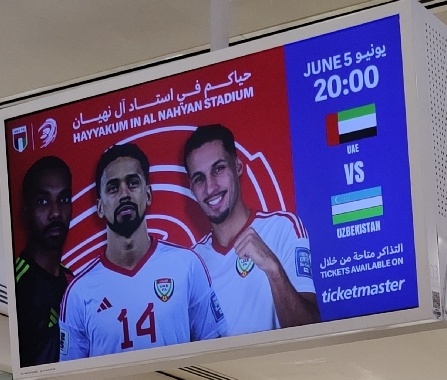 حياكم في استاد آل نهيان
HAYYAKUM IN AL NAHYAN STADIUM
JUNE 5 يونيو
20:00
UAE
VS
UZBEKISTAN
التذاكر متاحة من خلال
TICKETS AVAILABLE ON
ticketmaster
14